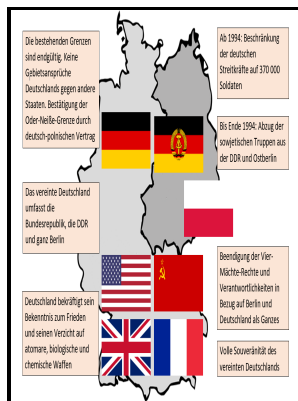 Die bestehenden Grenzen
sind endgültig. Keine
Gebietsansprüche
Deutschlands gegen andere
Staaten. Bestätigung der
Oder-Neiße-Grenze durch
deutsch-polnischen Vertrag
Das vereinte Deutschland
umfasst die
Bundesrepublik, die DDR
und ganz Berlin
Deutschland bekräftigt sein
Bekenntnis zum Frieden
und seinen Verzicht auf
atomare, biologische und
chemische Waffen
Ab 1994: Beschränkung
der deutschen
Streitkräfte auf 370 000
Soldaten
Bis Ende 1994: Abzug der
sowjetischen Truppen aus
der DDR und Ostberlin
Beendigung der Vier-
Mächte-Rechte und
Verantwortlichkeiten in
Bezug auf Berlin und
Deutschland als Ganzes
Volle Souveränität des
vereinten Deutschlands